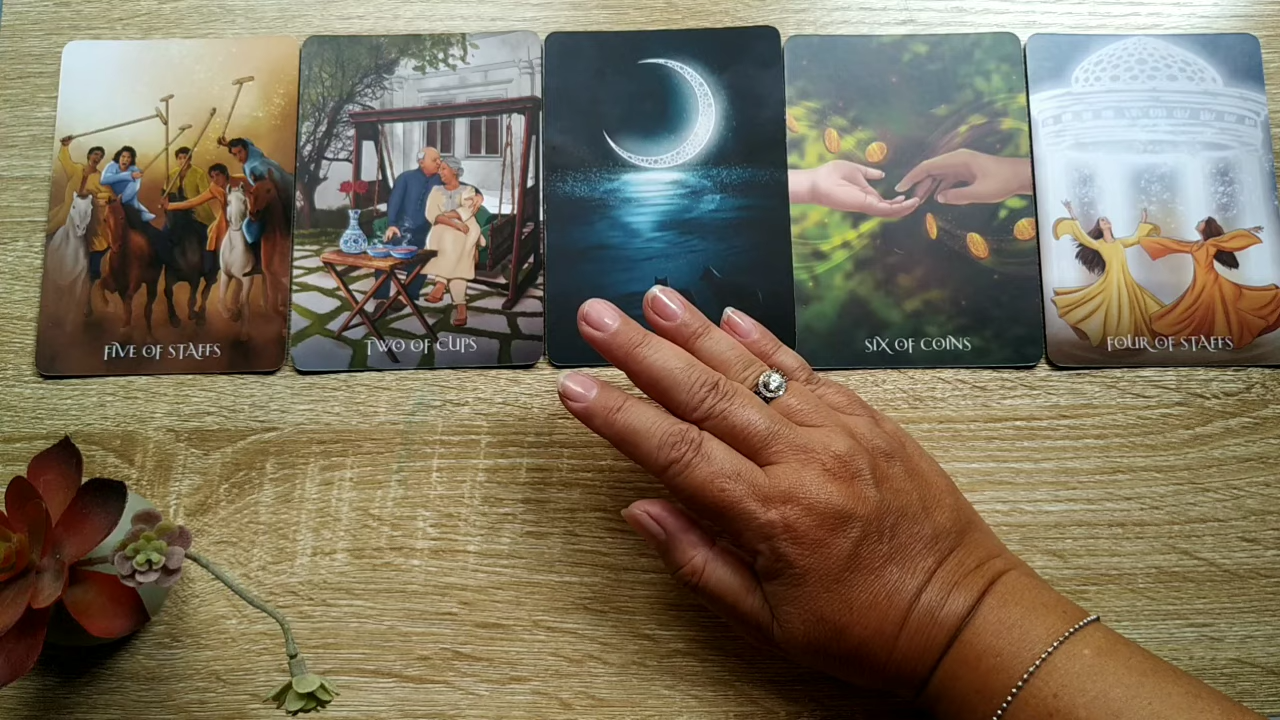 FIVE OF STAFFS
TWO OF CUPS
SIX OF COINS
FOUR OF STAFFS